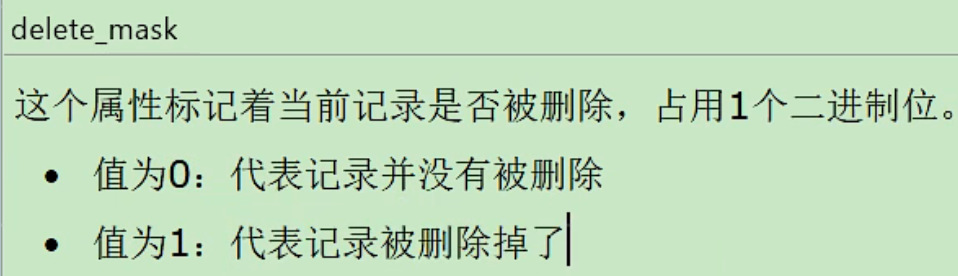 delete_mask
这个属性标记着当前记录是否被删除，占用1个二进制位。
• 值为0：代表记录并没有被删除
• 值为1：代表记录被删除掉了